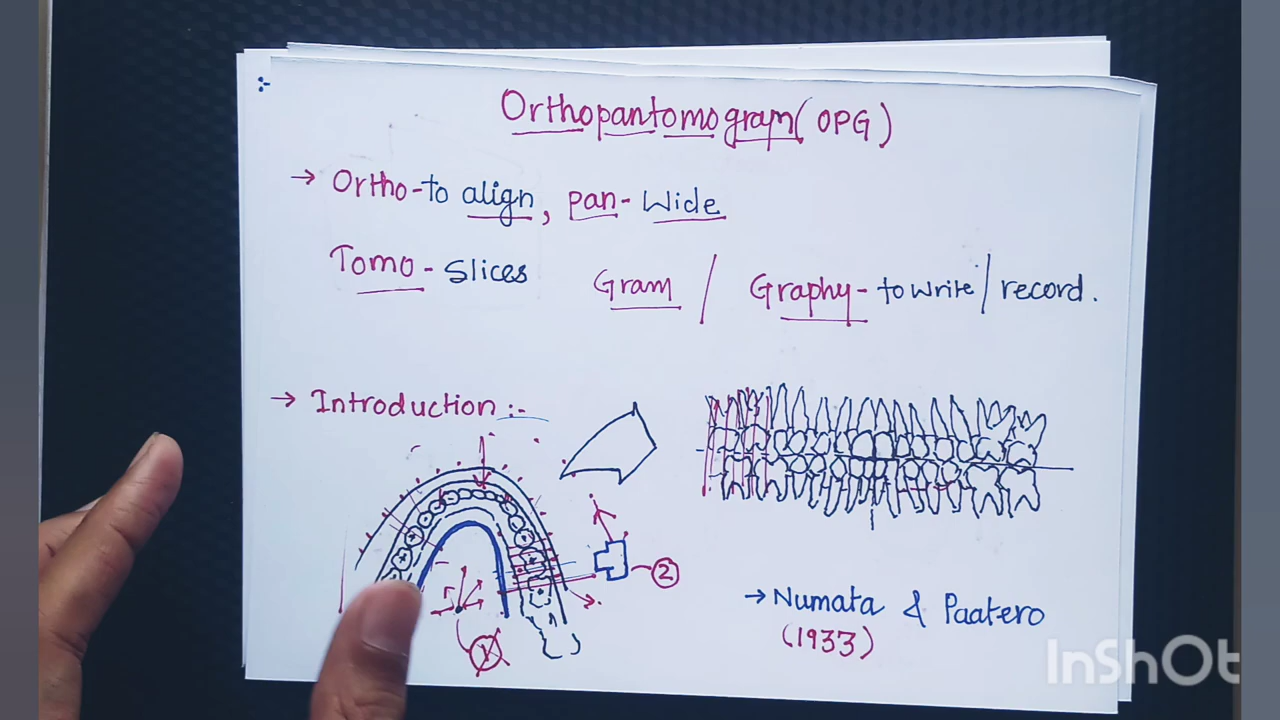 Orthopantomogram (OPG)
→ Ortho - to align, pan - Wide
Tomo - Slices Gram / Graphy - to write / record.
→ Introduction :-
2
1
→ Numata & Paatero
(1933)
InShOt